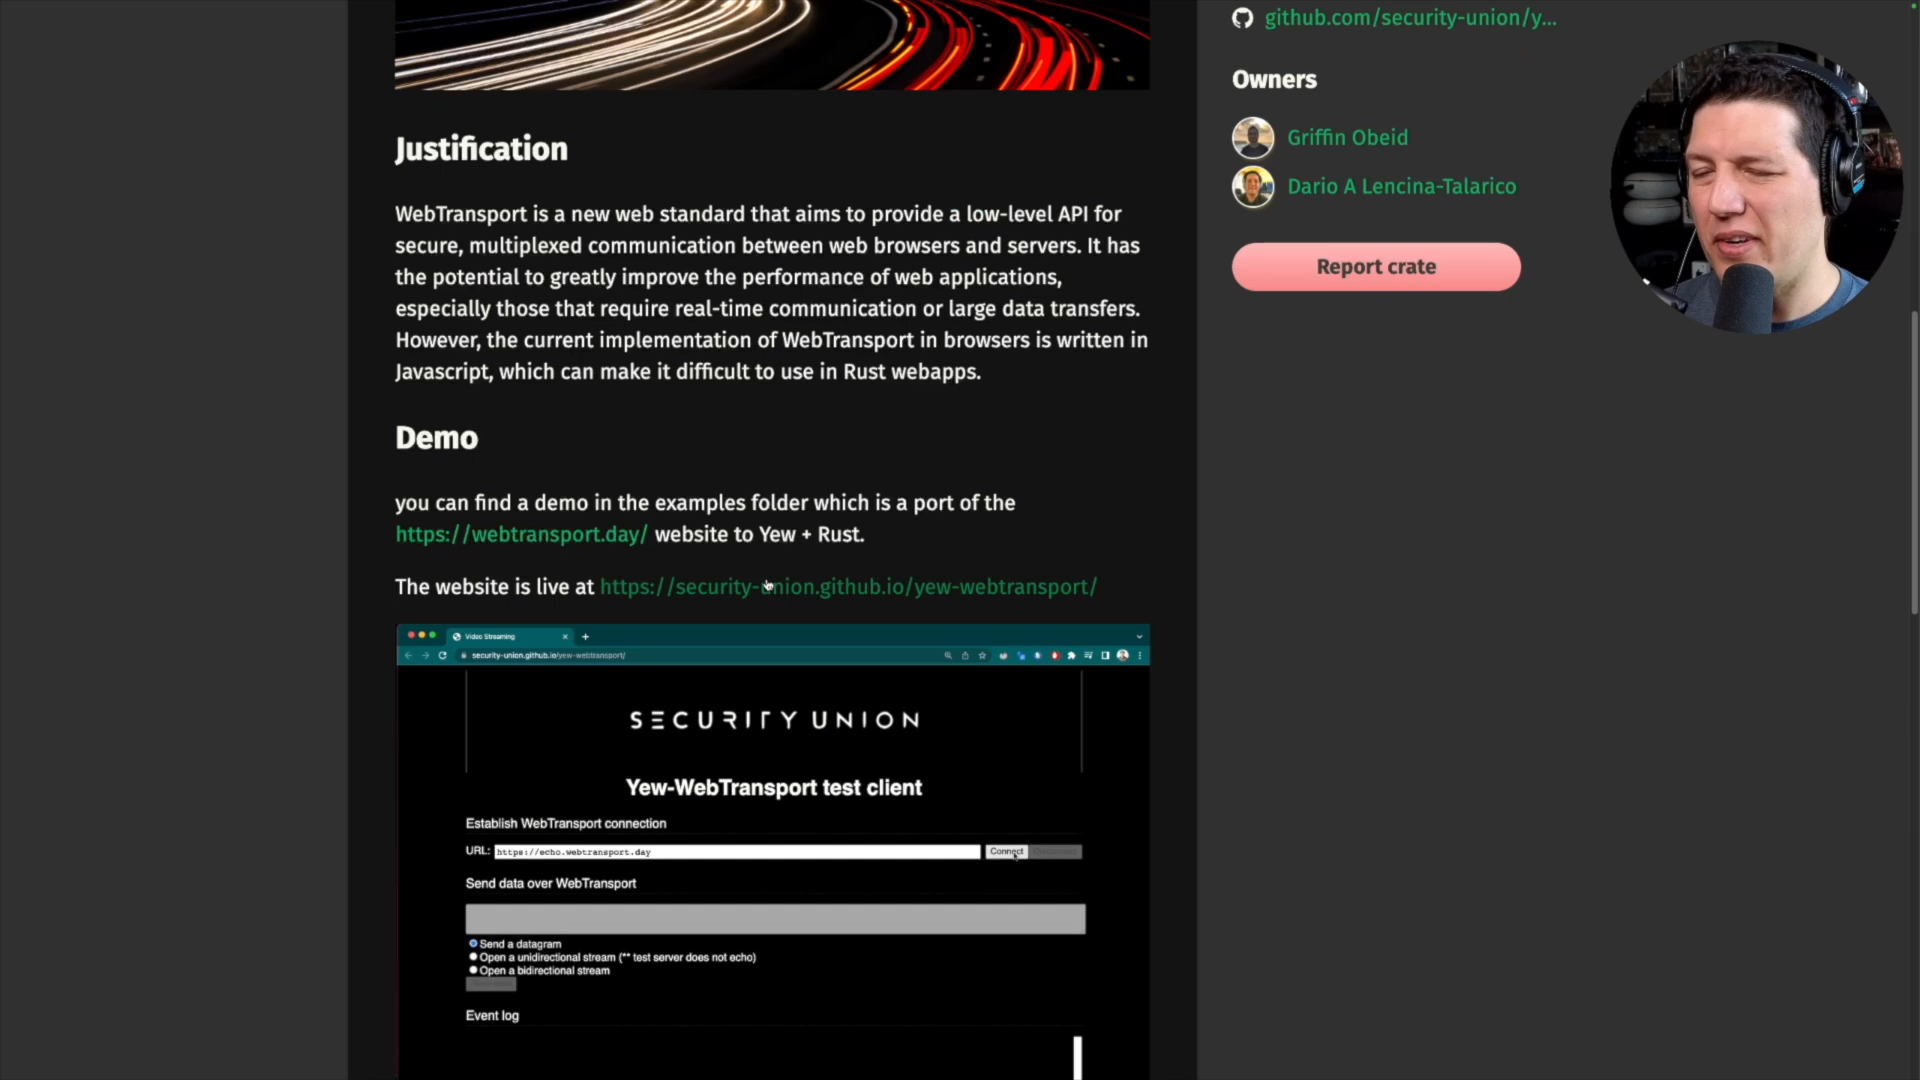 github.com/security-union/y...
Owners
Griffin Obeid
Dario A Lencina-Talarico
Report crate
Justification
WebTransport is a new web standard that aims to provide a low-level API for
secure, multiplexed communication between web browsers and servers. It has
the potential to greatly improve the performance of web applications,
especially those that require real-time communication or large data transfers.
However, the current implementation of WebTransport in browsers is written in
Javascript, which can make it difficult to use in Rust webapps.
Demo
you can find a demo in the examples folder which is a port of the
https://webtransport.day/ website to Yew + Rust.
The website is live at https://security-union.github.io/yew-webtransport/
Video Streaming
security-union.github.io/yew-webtransport/
SECURITY UNION
Yew-WebTransport test client
Establish WebTransport connection
URL: https://echo.webtransport.day Connect
Send data over WebTransport
Send a datagram
Open a unidirectional stream (** test server does not echo)
Open a bidirectional stream
Event log